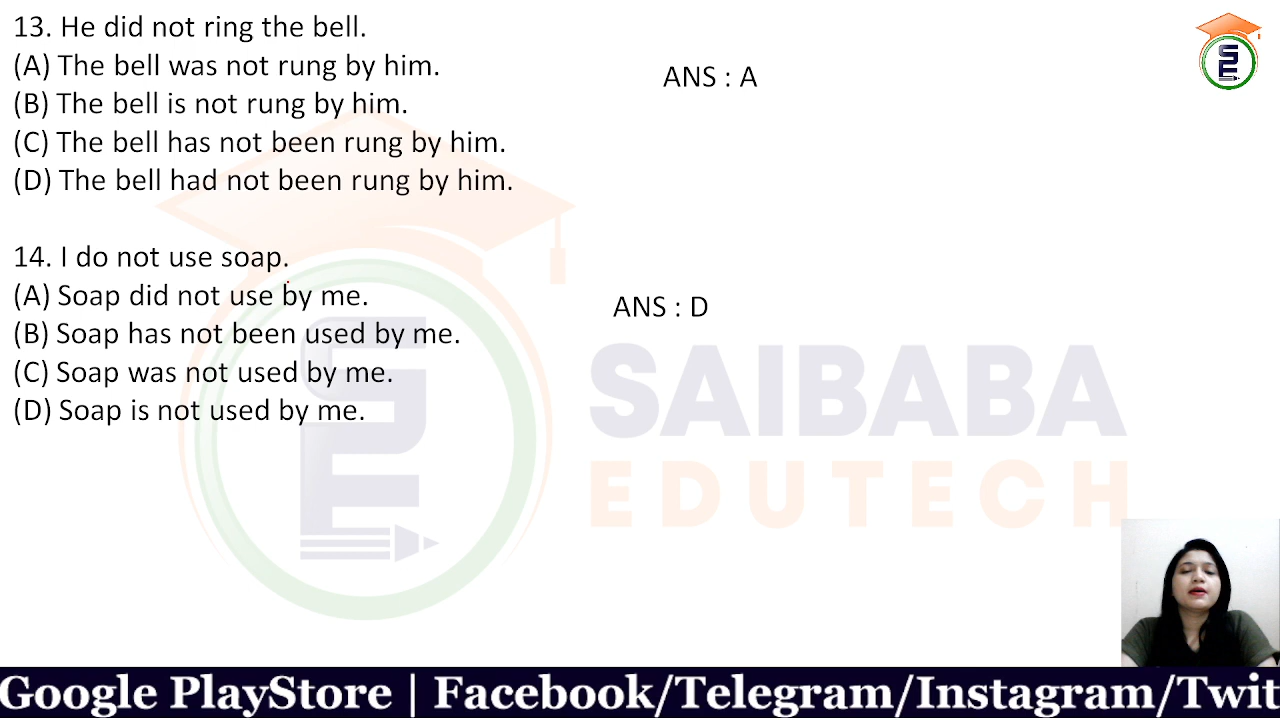 13. He did not ring the bell.
(A) The bell was not rung by him.
(B) The bell is not rung by him.
(C) The bell has not been rung by him.
(D) The bell had not been rung by him.
ANS : A
14. I do not use soap.
(A) Soap did not use by me.
(B) Soap has not been used by me.
(C) Soap was not used by me.
(D) Soap is not used by me.
ANS : D
SAIBABA
EDUTECH
Google PlayStore | Facebook/Telegram/Instagram/Twit